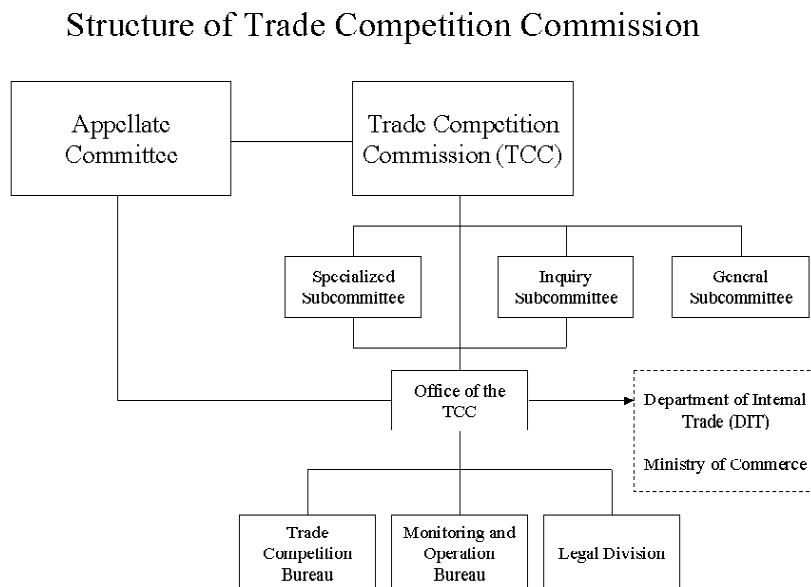 Structure of Trade Competition Commission
Appellate
Committee
Trade Competition
Commission (TCC)
Specialized
Subcommittee
Inquiry
Subcommittee
General
Subcommittee
Office of the
TCC
Department of Internal
Trade (DIT)
Ministry of Commerce
Trade
Competition
Bureau
Monitoring and
Operation
Bureau
Legal Division